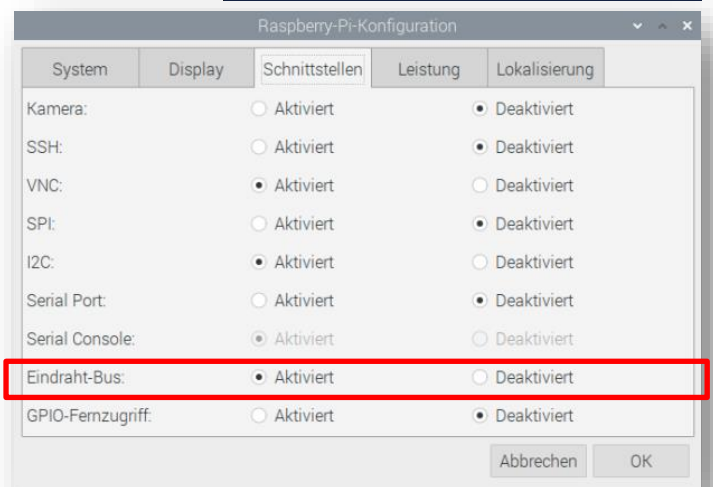 Raspberry-Pi-Konfiguration
System Display Schnittstellen Leistung Lokalisierung
Kamera: Aktiviert Deaktiviert
SSH: Aktiviert Deaktiviert
VNC: Aktiviert Deaktiviert
SPI: Aktiviert Deaktiviert
I2C: Aktiviert Deaktiviert
Serial Port: Aktiviert Deaktiviert
Serial Console: Aktiviert Deaktiviert
Eindraht-Bus: Aktiviert Deaktiviert
GPIO-Fernzugriff: Aktiviert Deaktiviert
Abbrechen OK